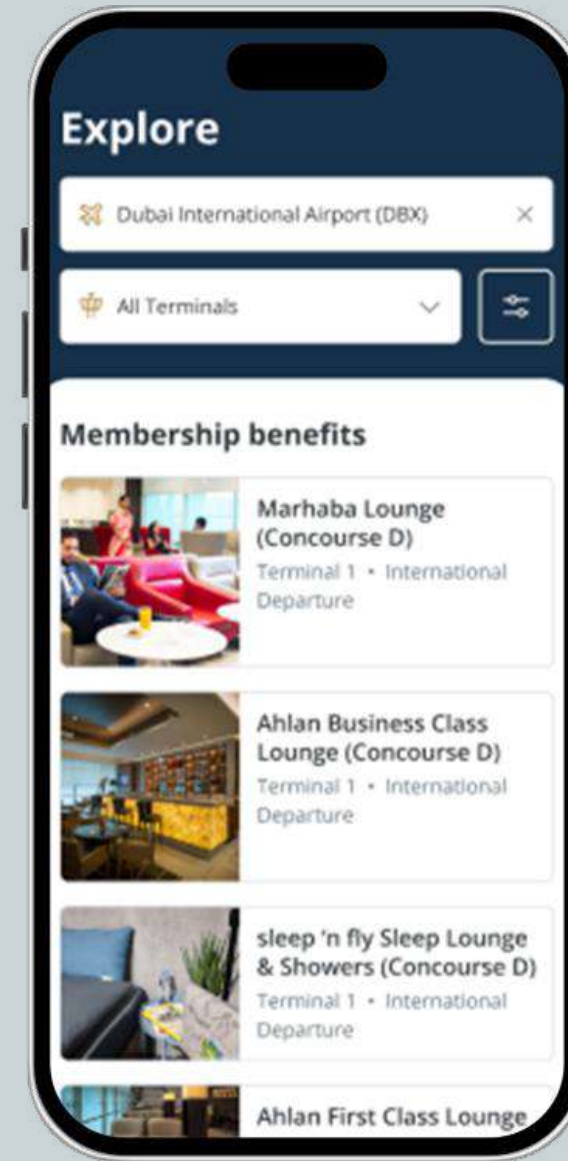 Explore
Dubai International Airport (DBX)
All Terminals
Membership benefits
Marhaba Lounge
(Concourse D)
Terminal 1 • International
Departure
Ahlan Business Class
Lounge (Concourse D)
Terminal 1 • International
Departure
sleep 'n fly Sleep Lounge
& Showers (Concourse D)
Terminal 1 • International
Departure
Ahlan First Class Lounge